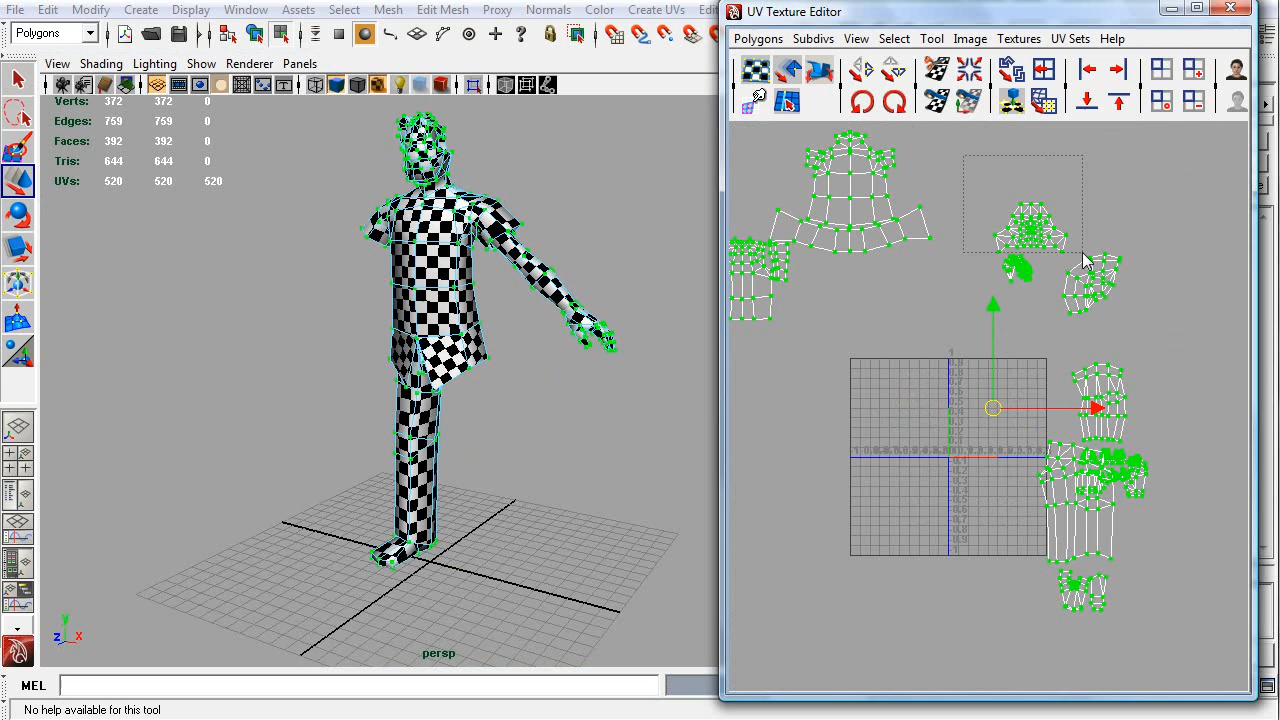 File Edit Modify Create Display Window Assets Select Mesh Edit Mesh Proxy Normals Color Create UVs
UV Texture Editor
Polygons
Polygons Subdivs View Select Tool Image Textures UV Sets Help
View Shading Lighting Show Renderer Panels
Verts: 372 372 0
Edges: 759 759 0
Faces: 392 392 0
Tris: 644 644 0
UVs: 520 520 520
y
z x
persp
MEL
No help available for this tool